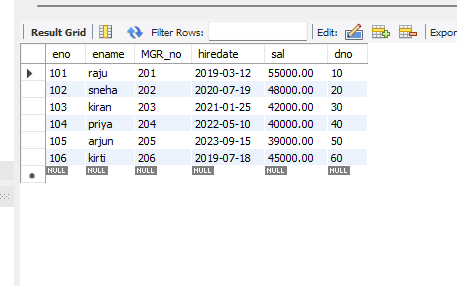 Result Grid Filter Rows: Edit: Expor
eno ename MGR_no hiredate sal dno
101 raju 201 2019-03-12 55000.00 10
102 sneha 202 2020-07-19 48000.00 20
103 kiran 203 2021-01-25 42000.00 30
104 priya 204 2022-05-10 40000.00 40
105 arjun 205 2023-09-15 39000.00 50
106 kirti 206 2019-07-18 45000.00 60
NULL NULL NULL NULL NULL NULL